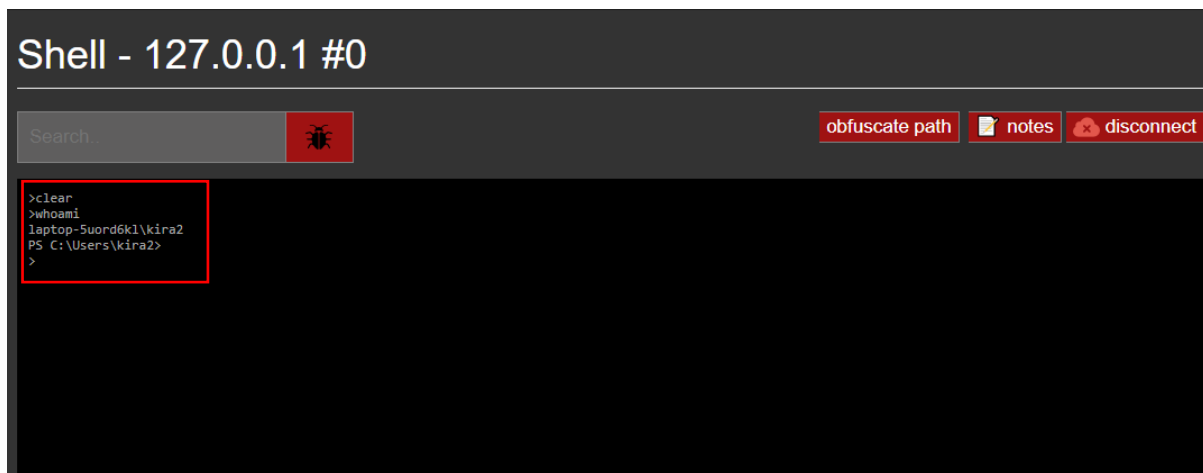 Shell - 127.0.0.1 #0
Search...
obfuscate path
notes
disconnect
>clear
>whoami
laptop-5uord6kl\kira2
PS C:\Users\kira2>
>